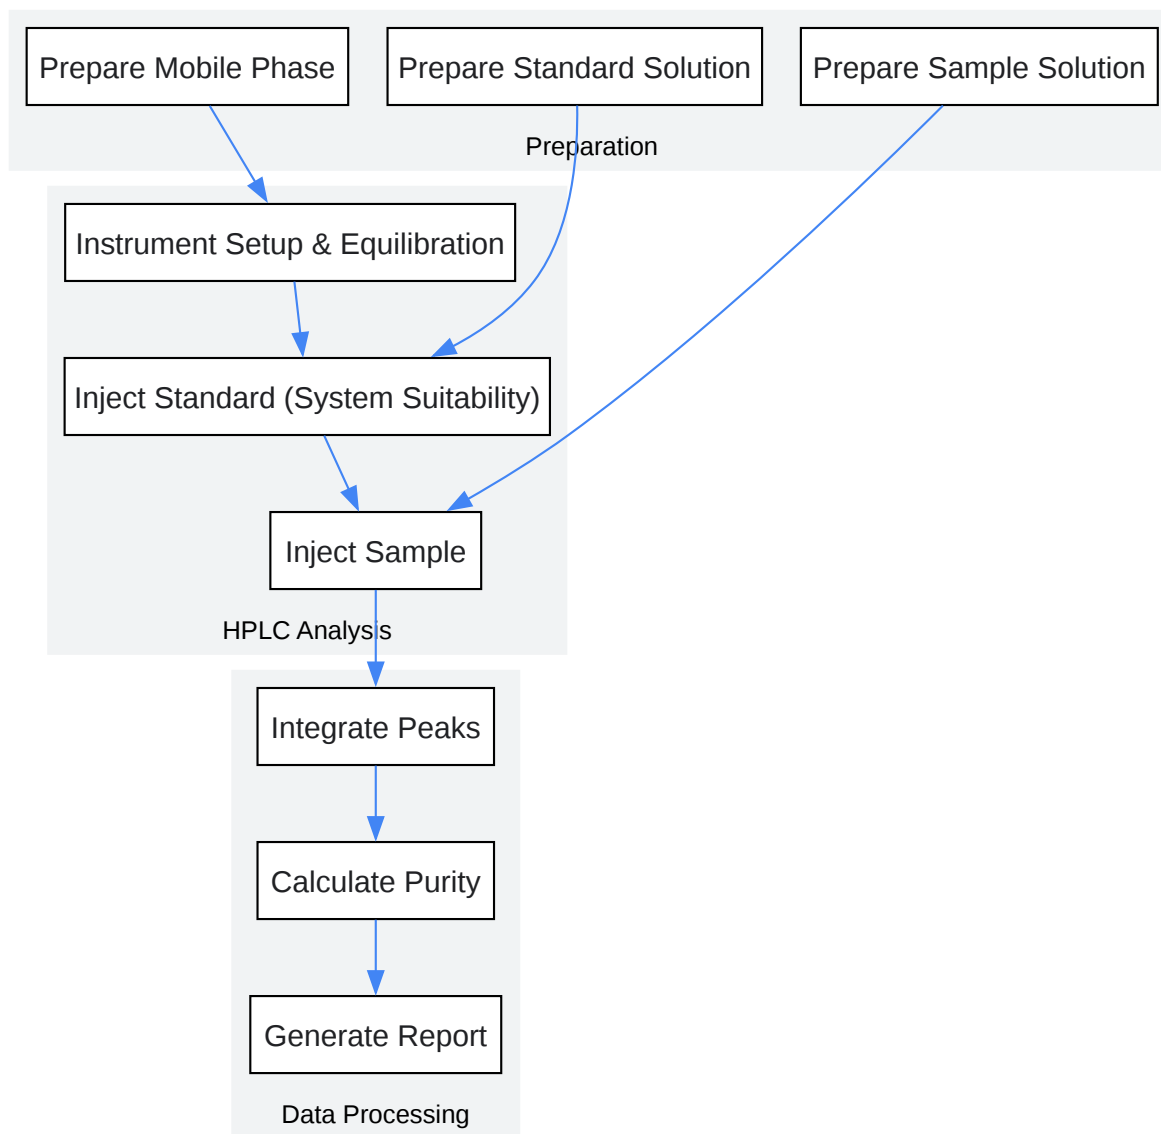 Prepare Mobile Phase
Prepare Standard Solution
Prepare Sample Solution
Preparation
Instrument Setup & Equilibration
Inject Standard (System Suitability)
Inject Sample
HPLC Analysis
Integrate Peaks
Calculate Purity
Generate Report
Data Processing